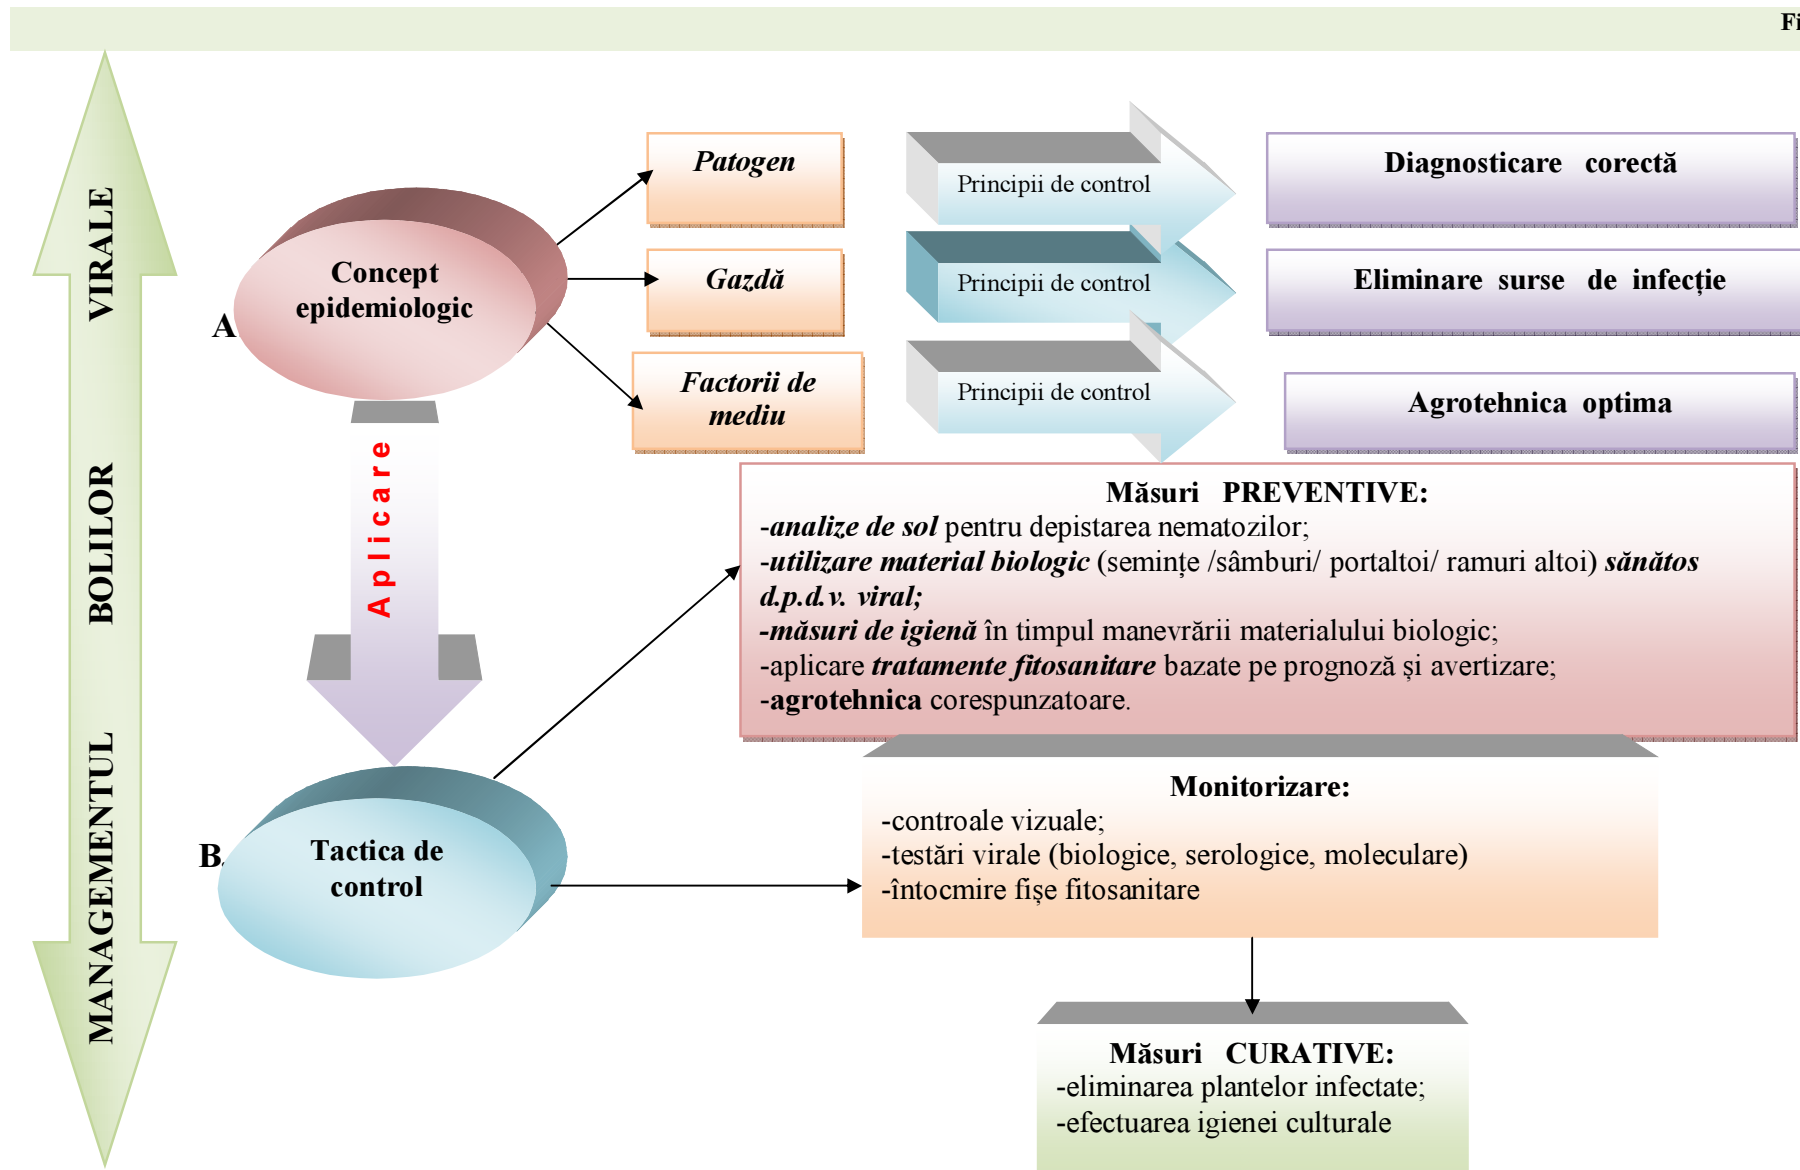 Fi
MANAGEMENTUL BOLILOR VIRALE
Patogen
Principii de control
Diagnosticare corectă
A
Concept
epidemiologic
Gazdă
Principii de control
Eliminare surse de infecție
Factorii de
mediu
Principii de control
Agrotehnica optima
Aplicare
Măsuri PREVENTIVE:
-analize de sol pentru depistarea nematozilor;
-utilizare material biologic (semințe /sâmburi/ portaltoi/ ramuri altoi) sănătos
d.p.d.v. viral;
-măsuri de igienă în timpul manevrării materialului biologic;
-aplicare tratamente fitosanitare bazate pe prognoză și avertizare;
-agrotehnica corespunzatoare.
B.
Tactica de
control
Monitorizare:
-controale vizuale;
-testări virale (biologice, serologice, moleculare)
-întocmire fișe fitosanitare
Măsuri CURATIVE:
-eliminarea plantelor infectate;
-efectuarea igienei culturale